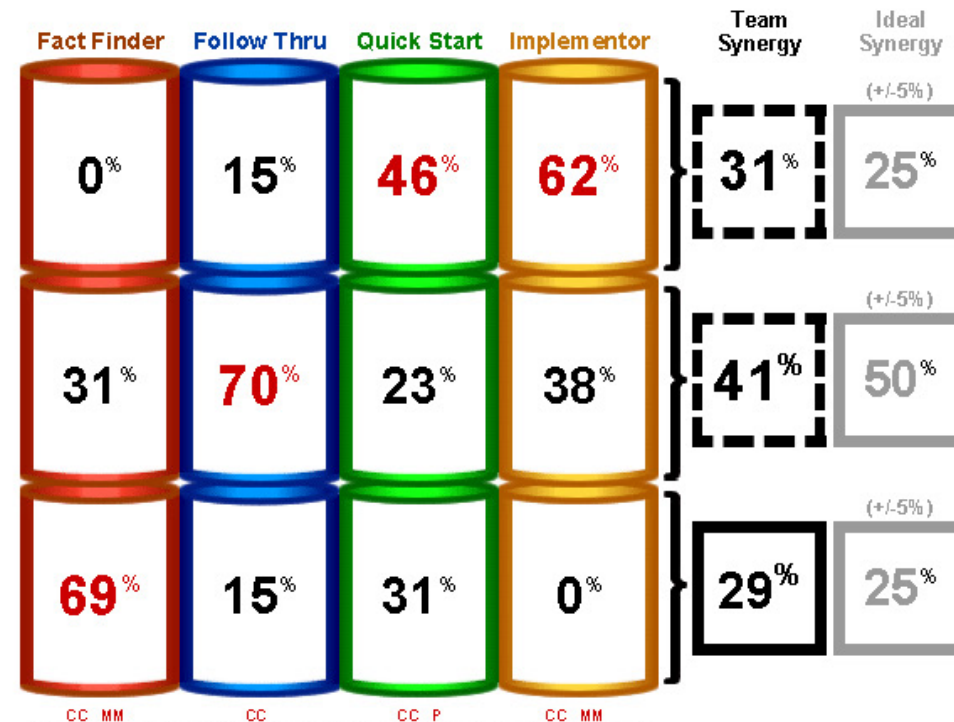 Team Ideal
Fact Finder Follow Thru Quick Start Implementor Synergy Synergy
(+/-5%)
0% 15% 46% 62% 31% 25%
(+/-5%)
31% 70% 23% 38% 41% 50%
(+/-5%)
69% 15% 31% 0% 29% 25%
CC MM CC CC P CC MM